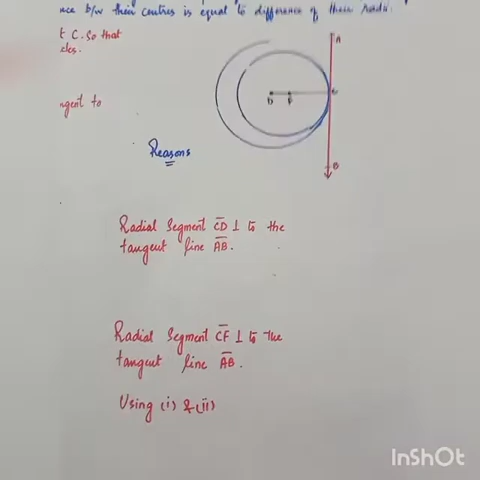 nce b/w their centres is equal to difference of their radii.
t C. So that
cles.
ngent to
A
D
F
C
B
Reasons
Radial Segment CD ⊥ to the
tangent line AB.
Radial Segment CF ⊥ to the
tangent line AB.
Using (i) & (ii)
InShOt